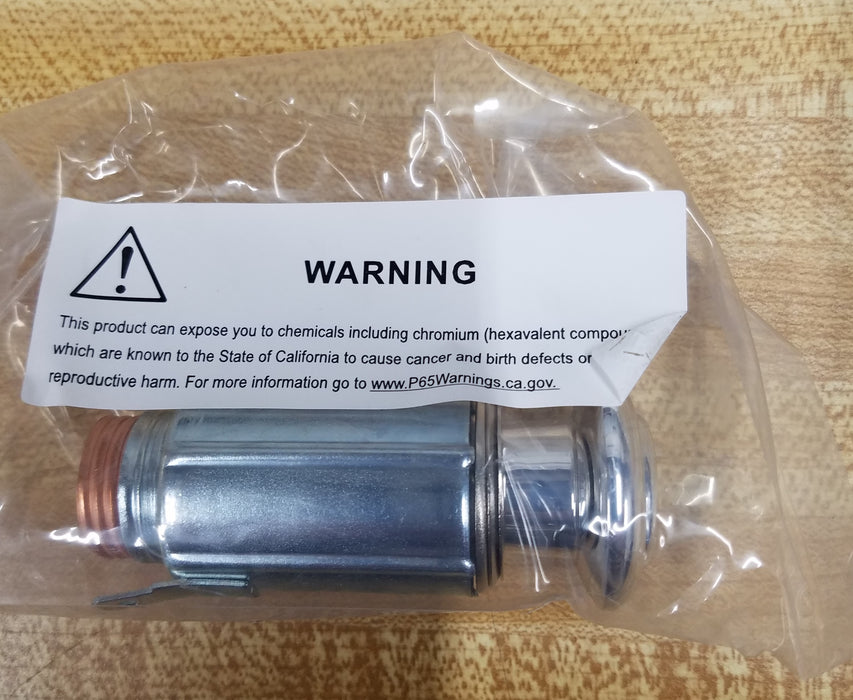 WARNING
This product can expose you to chemicals including chromium (hexavalent
which are known to the State of California to cause cancer and birth defects or
reproductive harm. For more information go to www.P65Warnings.ca.gov.